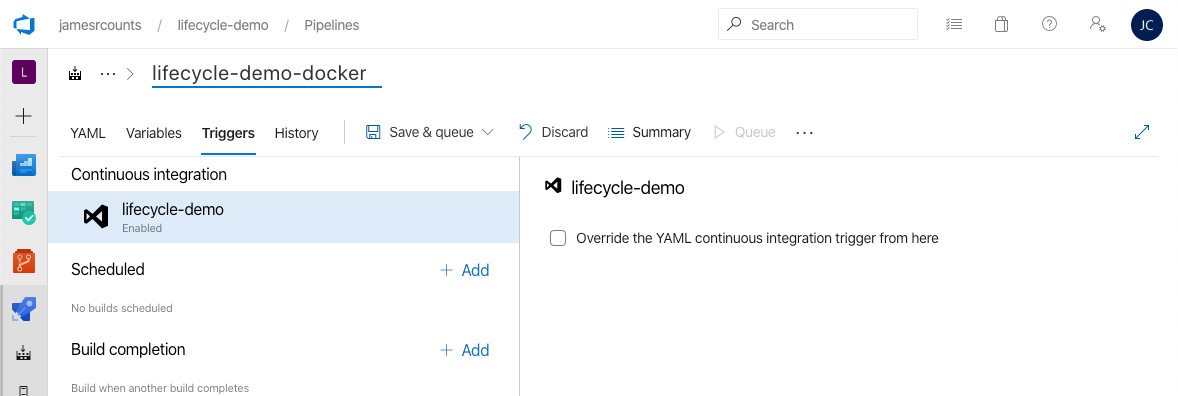 jamesrcounts / lifecycle-demo / Pipelines Search JC
L ... lifecycle-demo-docker
YAML Variables Triggers History Save & queue Discard Summary Queue ...
Continuous integration
lifecycle-demo
Enabled
Scheduled + Add
No builds scheduled
Build completion + Add
Build when another build completes
lifecycle-demo
Override the YAML continuous integration trigger from here